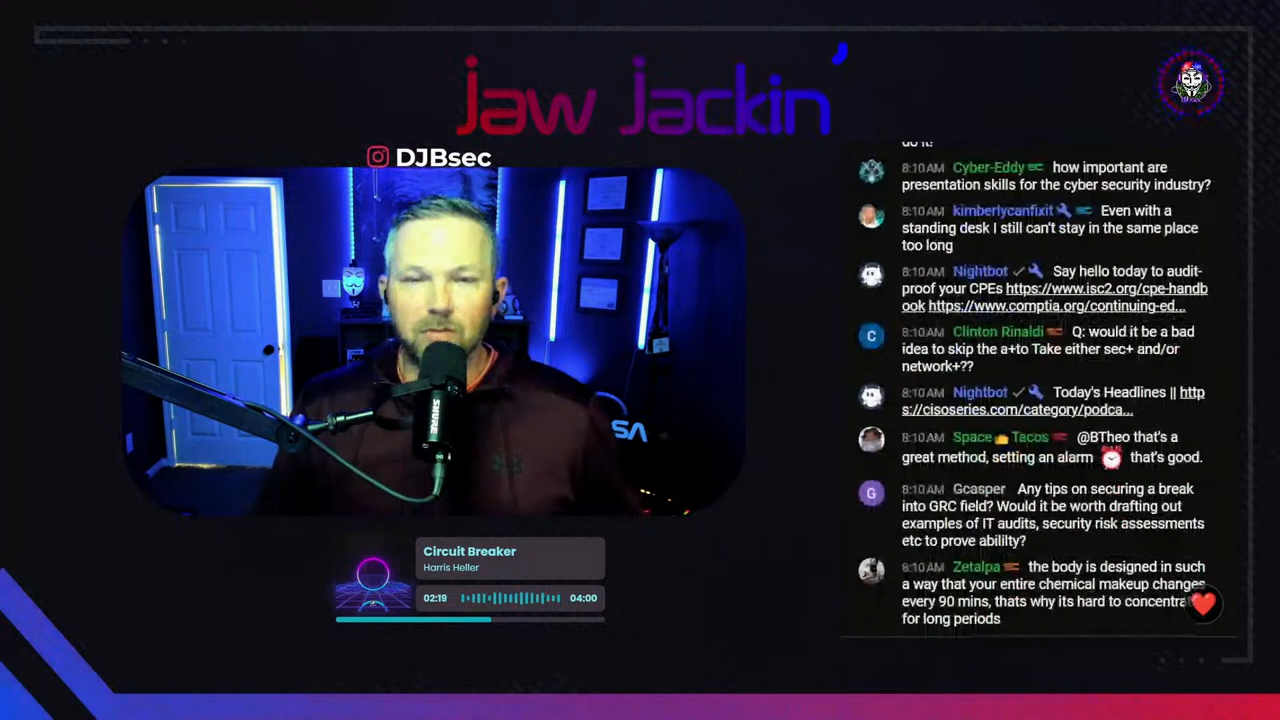 jaw jackin'
DJBsec
do it!
8:10 AM Cyber-Eddy how important are
presentation skills for the cyber security industry?
8:10 AM kimberlycanfixit Even with a
standing desk I still can't stay in the same place
too long
8:10 AM Nightbot Say hello today to audit-
proof your CPEs https://www.isc2.org/cpe-handb
ook https://www.comptia.org/continuing-ed...
C
8:10 AM Clinton Rinaldi Q: would it be a bad
idea to skip the a+to Take either sec+ and/or
network+??
8:10 AM Nightbot Today's Headlines || http
s://cisoseries.com/category/podca...
8:10 AM Space Tacos @BTheo that's a
great method, setting an alarm that's good.
G
8:10 AM Gcasper Any tips on securing a break
into GRC field? Would it be worth drafting out
examples of IT audits, security risk assessments
etc to prove abililty?
8:10 AM Zetalpa the body is designed in such
a way that your entire chemical makeup changes
every 90 mins, thats why its hard to concentra
for long periods
SHURE
SA
Circuit Breaker
Harris Heller
02:19
04:00